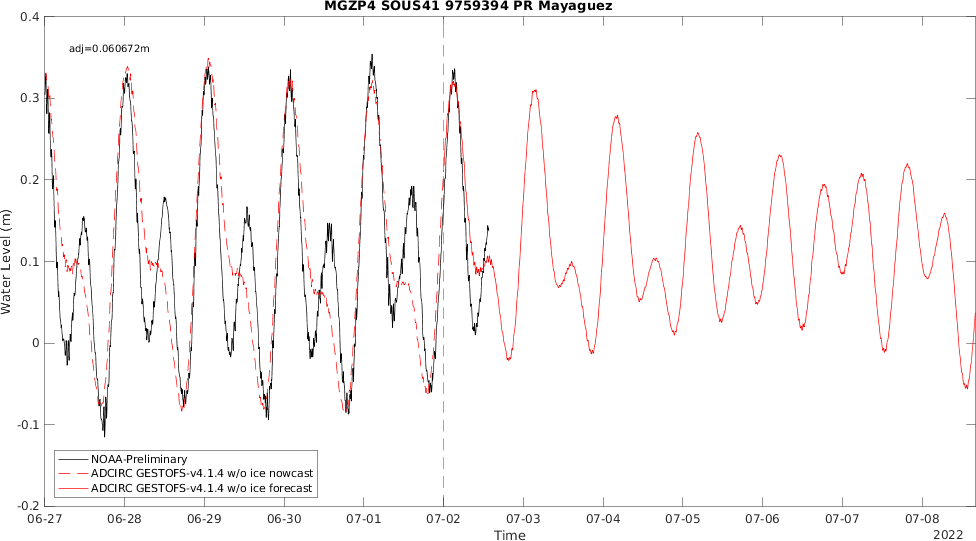 MGZP4 SOUS41 9759394 PR Mayaguez
adj=0.060672m
0.4
0.3
0.2
0.1
0
-0.1
-0.2
Water Level (m)
NOAA-Preliminary
ADCIRC GESTOFS-v4.1.4 w/o ice nowcast
ADCIRC GESTOFS-v4.1.4 w/o ice forecast
06-27 06-28 06-29 06-30 07-01 07-02 07-03 07-04 07-05 07-06 07-07 07-08
Time
2022